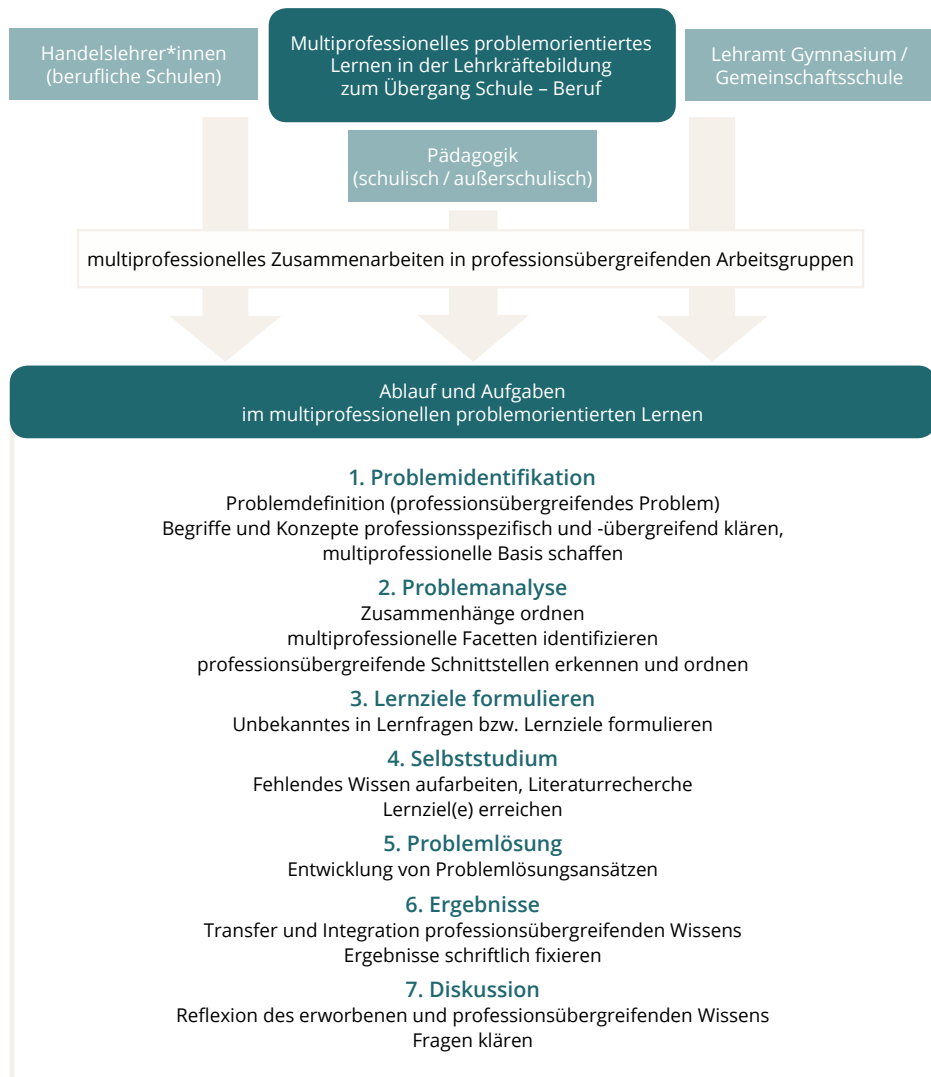 Handelslehrer*innen
(berufliche Schulen)
Multiprofessionelles problemorientiertes
Lernen in der Lehrkräftebildung
zum Übergang Schule – Beruf
Lehramt Gymnasium /
Gemeinschaftsschule
Pädagogik
(schulisch / außerschulisch)
multiprofessionelles Zusammenarbeiten in professionsübergreifenden Arbeitsgruppen
Ablauf und Aufgaben
im multiprofessionellen problemorientierten Lernen
1. Problemidentifikation
Problemdefinition (professionsübergreifendes Problem)
Begriffe und Konzepte professionsspezifisch und -übergreifend klären,
multiprofessionelle Basis schaffen
2. Problemanalyse
Zusammenhänge ordnen
multiprofessionelle Facetten identifizieren
professionsübergreifende Schnittstellen erkennen und ordnen
3. Lernziele formulieren
Unbekanntes in Lernfragen bzw. Lernziele formulieren
4. Selbststudium
Fehlendes Wissen aufarbeiten, Literaturrecherche
Lernziel(e) erreichen
5. Problemlösung
Entwicklung von Problemlösungsansätzen
6. Ergebnisse
Transfer und Integration professionsübergreifenden Wissens
Ergebnisse schriftlich fixieren
7. Diskussion
Reflexion des erworbenen und professionsübergreifenden Wissens
Fragen klären